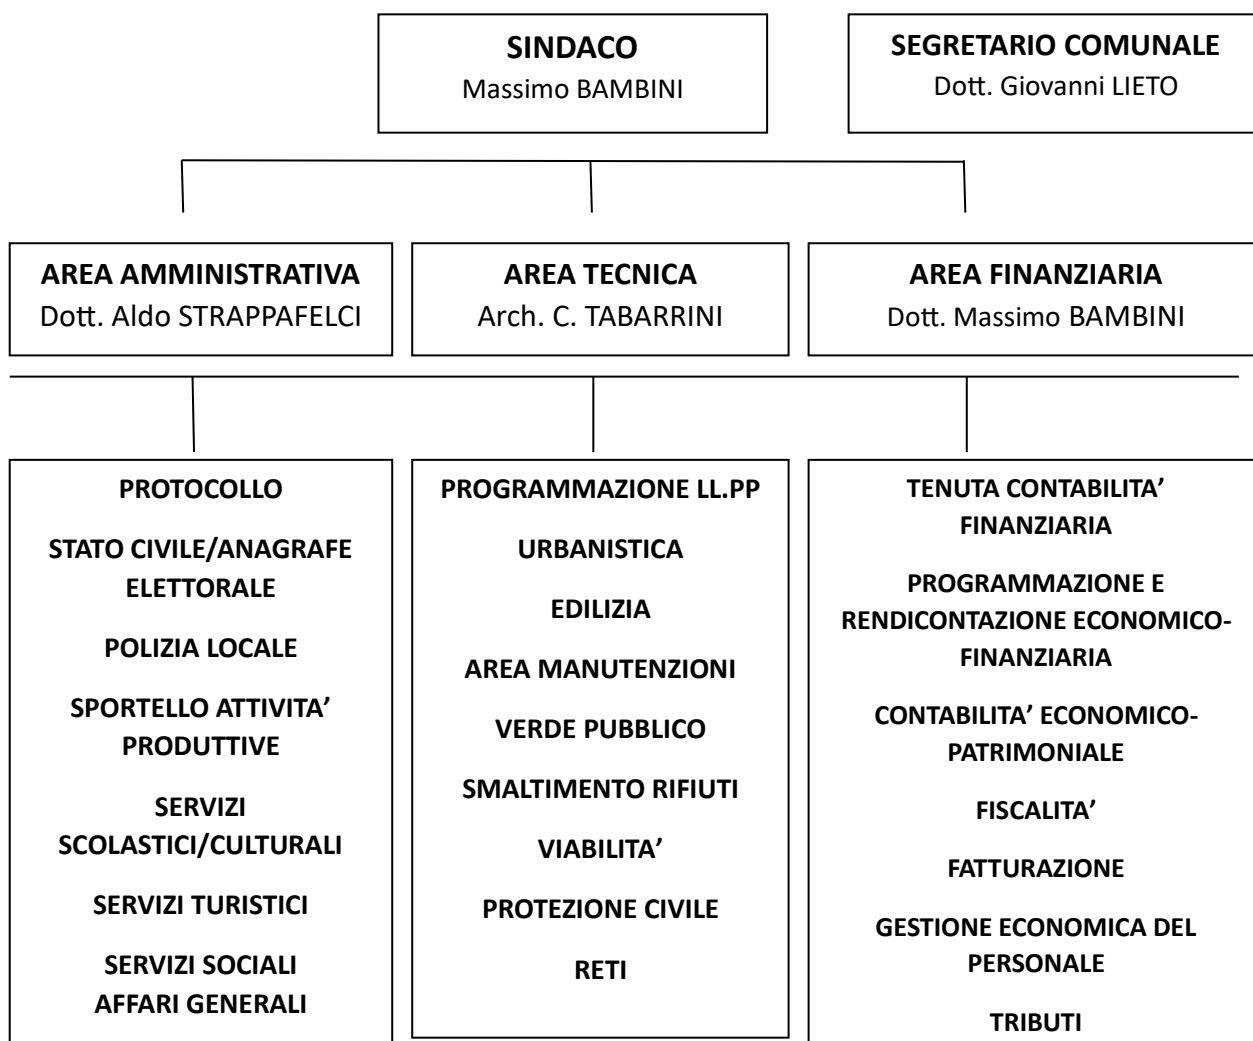 SINDACO
Massimo BAMBINI
SEGRETARIO COMUNALE
Dott. Giovanni LIETO
AREA AMMINISTRATIVA
Dott. Aldo STRAPPAFELCI
AREA TECNICA
Arch. C. TABARRINI
AREA FINANZIARIA
Dott. Massimo BAMBINI
PROTOCOLLO
STATO CIVILE/ANAGRAFE
ELETTORALE
POLIZIA LOCALE
SPORTELLO ATTIVITA’
PRODUTTIVE
SERVIZI
SCOLASTICI/CULTURALI
SERVIZI TURISTICI
SERVIZI SOCIALI
AFFARI GENERALI
PROGRAMMAZIONE LL.PP
URBANISTICA
EDILIZIA
AREA MANUTENZIONI
VERDE PUBBLICO
SMALTIMENTO RIFIUTI
VIABILITA’
PROTEZIONE CIVILE
RETI
TENUTA CONTABILITA’
FINANZIARIA
PROGRAMMAZIONE E
RENDICONTAZIONE ECONOMICO-
FINANZIARIA
CONTABILITA’ ECONOMICO-
PATRIMONIALE
FISCALITA’
FATTURAZIONE
GESTIONE ECONOMICA DEL
PERSONALE
TRIBUTI